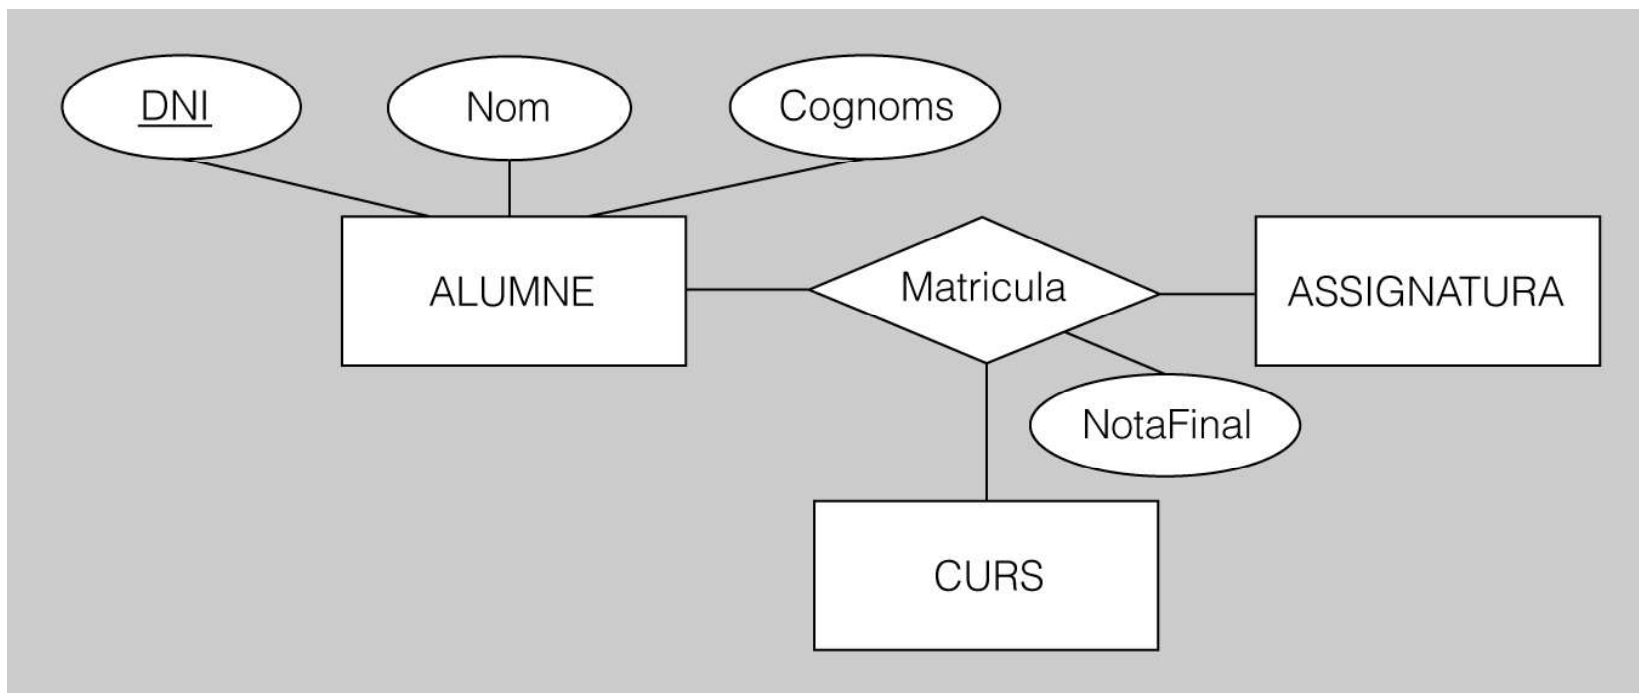 DNI
Nom
Cognoms
ALUMNE
Matricula
ASSIGNATURA
NotaFinal
CURS